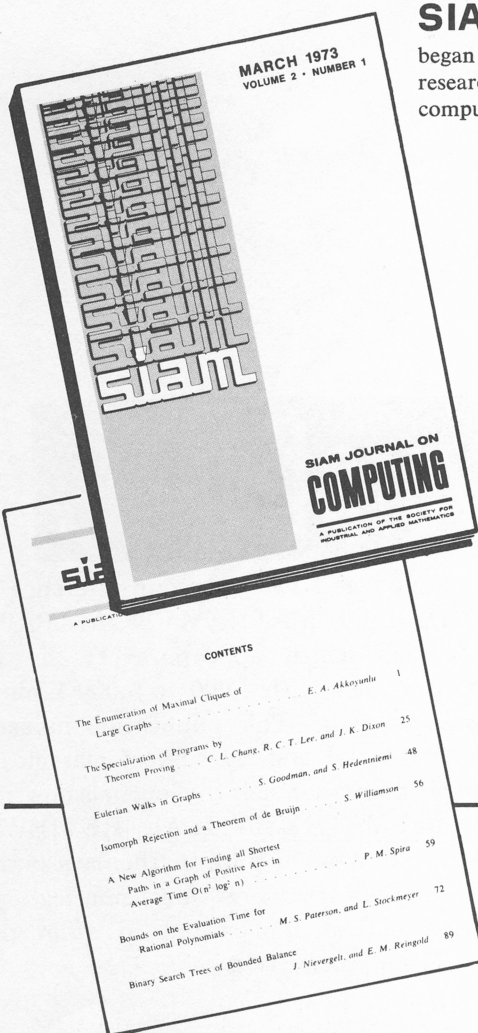 SIA
began
resear
compu
MARCH 1973
VOLUME 2 • NUMBER 1
siam
SIAM JOURNAL ON
COMPUTING
A PUBLICATION OF THE SOCIETY FOR
INDUSTRIAL AND APPLIED MATHEMATICS
sia
A PUBLICATION
CONTENTS
The Enumeration of Maximal Cliques of
Large Graphs . . . . . . . . . . E. A. Akkoyunlu 1
The Specialization of Programs by
Theorem Proving . . . C. L. Chang, R. C. T. Lee, and J. K. Dixon 25
Eulerian Walks in Graphs . . . . . S. Goodman, and S. Hedentniemi 48
Isomorph Rejection and a Theorem of de Bruijn . . . . S. Williamson 56
A New Algorithm for Finding all Shortest
Paths in a Graph of Positive Arcs in
Average Time O(n² log² n) . . . . . . . . P. M. Spira 59
Bounds on the Evaluation Time for
Rational Polynomials . . . . . M. S. Paterson, and L. Stockmeyer 72
Binary Search Trees of Bounded Balance
J. Nievergelt, and E. M. Reingold 89